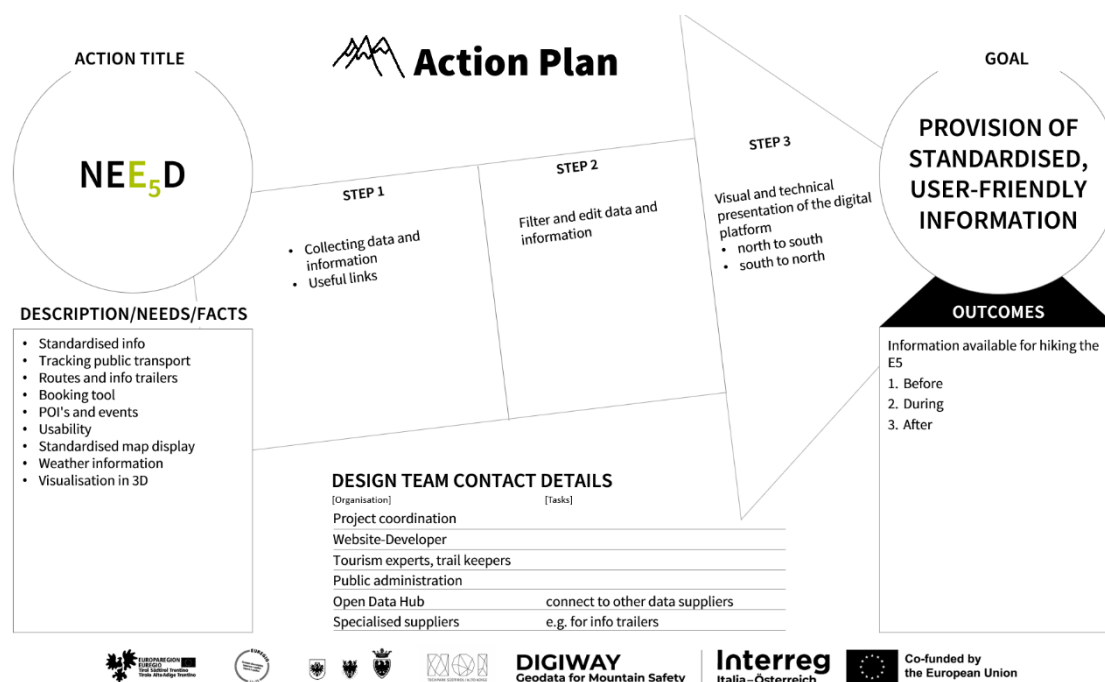 ACTION TITLE
Action Plan
GOAL
NEE5D
PROVISION OF
STANDARDISED,
USER-FRIENDLY
INFORMATION
STEP 1
• Collecting data and
information
• Useful links
STEP 2
Filter and edit data and
information
STEP 3
Visual and technical
presentation of the digital
platform
• north to south
• south to north
DESCRIPTION/NEEDS/FACTS
• Standardised info
• Tracking public transport
• Routes and info trailers
• Booking tool
• POI's and events
• Usability
• Standardised map display
• Weather information
• Visualisation in 3D
OUTCOMES
Information available for hiking the
E5
1. Before
2. During
3. After
DESIGN TEAM CONTACT DETAILS
[Organisation] [Tasks]
Project coordination
Website-Developer
Tourism experts, trail keepers
Public administration
Open Data Hub connect to other data suppliers
Specialised suppliers e.g. for info trailers
EUROPAREGION
EUREGIO
Tirol Südtirol Trentino
Tirolo Alto Adige Trentino
EUREGIO
TECHPARK SÜDTIROL / ALTO ADIGE
DIGIWAY
Geodata for Mountain Safety
Interreg
Italia–Österreich
Co-funded by
the European Union